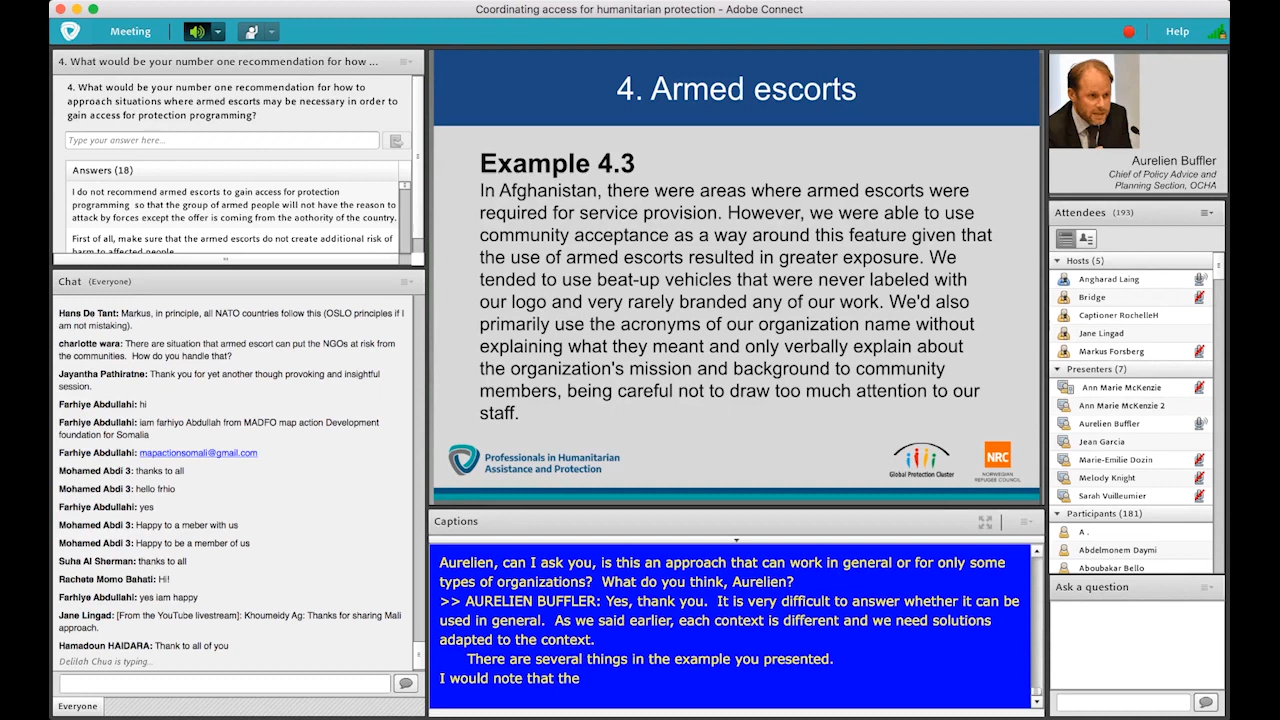 Coordinating access for humanitarian protection - Adobe Connect
Meeting
Help
4. What would be your number one recommendation for how ...
4. What would be your number one recommendation for how to
approach situations where armed escorts may be necessary in order to
gain access for protection programming?
Type your answer here...
Answers (18)
I do not recommend armed escorts to gain access for protection
programming so that the group of armed people will not have the reason to
attack by forces except the offer is coming from the aothority of the country.
First of all, make sure that the armed escorts do not create additional risk of
harm to affected people
Chat (Everyone)
Hans De Tant: Markus, in principle, all NATO countries follow this (OSLO principles if I
am not mistaking).
charlotte wara: There are situation that armed escort can put the NGOs at risk from
the communities. How do you handle that?
Jayantha Pathiratne: Thank you for yet another though provoking and insightful
session.
Farhiye Abdullahi: hi
Farhiye Abdullahi: iam farhiyo Abdullah from MADFO map action Development
foundation for Somalia
Farhiye Abdullahi: mapactionsomali@gmail.com
Mohamed Abdi 3: thanks to all
Mohamed Abdi 3: hello frhio
Farhiye Abdullahi: yes
Mohamed Abdi 3: Happy to a meber with us
Mohamed Abdi 3: Happy to be a member of us
Suha Al Sherman: thanks to all
Rachete Momo Bahati: Hi!
Farhiye Abdullahi: yes iam happy
Jane Lingad: [From the YouTube livestream]: Khoumeidy Ag: Thanks for sharing Mali
approach.
Hamadoun HAIDARA: Thank to all of you
Delilah Chua is typing...
Everyone
4. Armed escorts
Example 4.3
In Afghanistan, there were areas where armed escorts were
required for service provision. However, we were able to use
community acceptance as a way around this feature given that
the use of armed escorts resulted in greater exposure. We
tended to use beat-up vehicles that were never labeled with
our logo and very rarely branded any of our work. We'd also
primarily use the acronyms of our organization name without
explaining what they meant and only verbally explain about
the organization's mission and background to community
members, being careful not to draw too much attention to our
staff.
Professionals in Humanitarian
Assistance and Protection
Global Protection Cluster
NRC
NORWEGIAN
REFUGEE COUNCIL
Captions
Aurelien, can I ask you, is this an approach that can work in general or for only some
types of organizations? What do you think, Aurelien?
>> AURELIEN BUFFLER: Yes, thank you. It is very difficult to answer whether it can be
used in general. As we said earlier, each context is different and we need solutions
adapted to the context.
There are several things in the example you presented.
I would note that the
Aurelien Buffler
Chief of Policy Advice and
Planning Section, OCHA
Attendees (193)
Hosts (5)
Angharad Laing
Bridge
Captioner RochelleH
Jane Lingad
Markus Forsberg
Presenters (7)
Ann Marie McKenzie
Ann Marie McKenzie 2
Aurelien Buffler
Jean Garcia
Marie-Emilie Dozin
Melody Knight
Sarah Vuilleumier
Participants (181)
A .
Abdelmonem Daymi
Aboubakar Bello
Ask a question